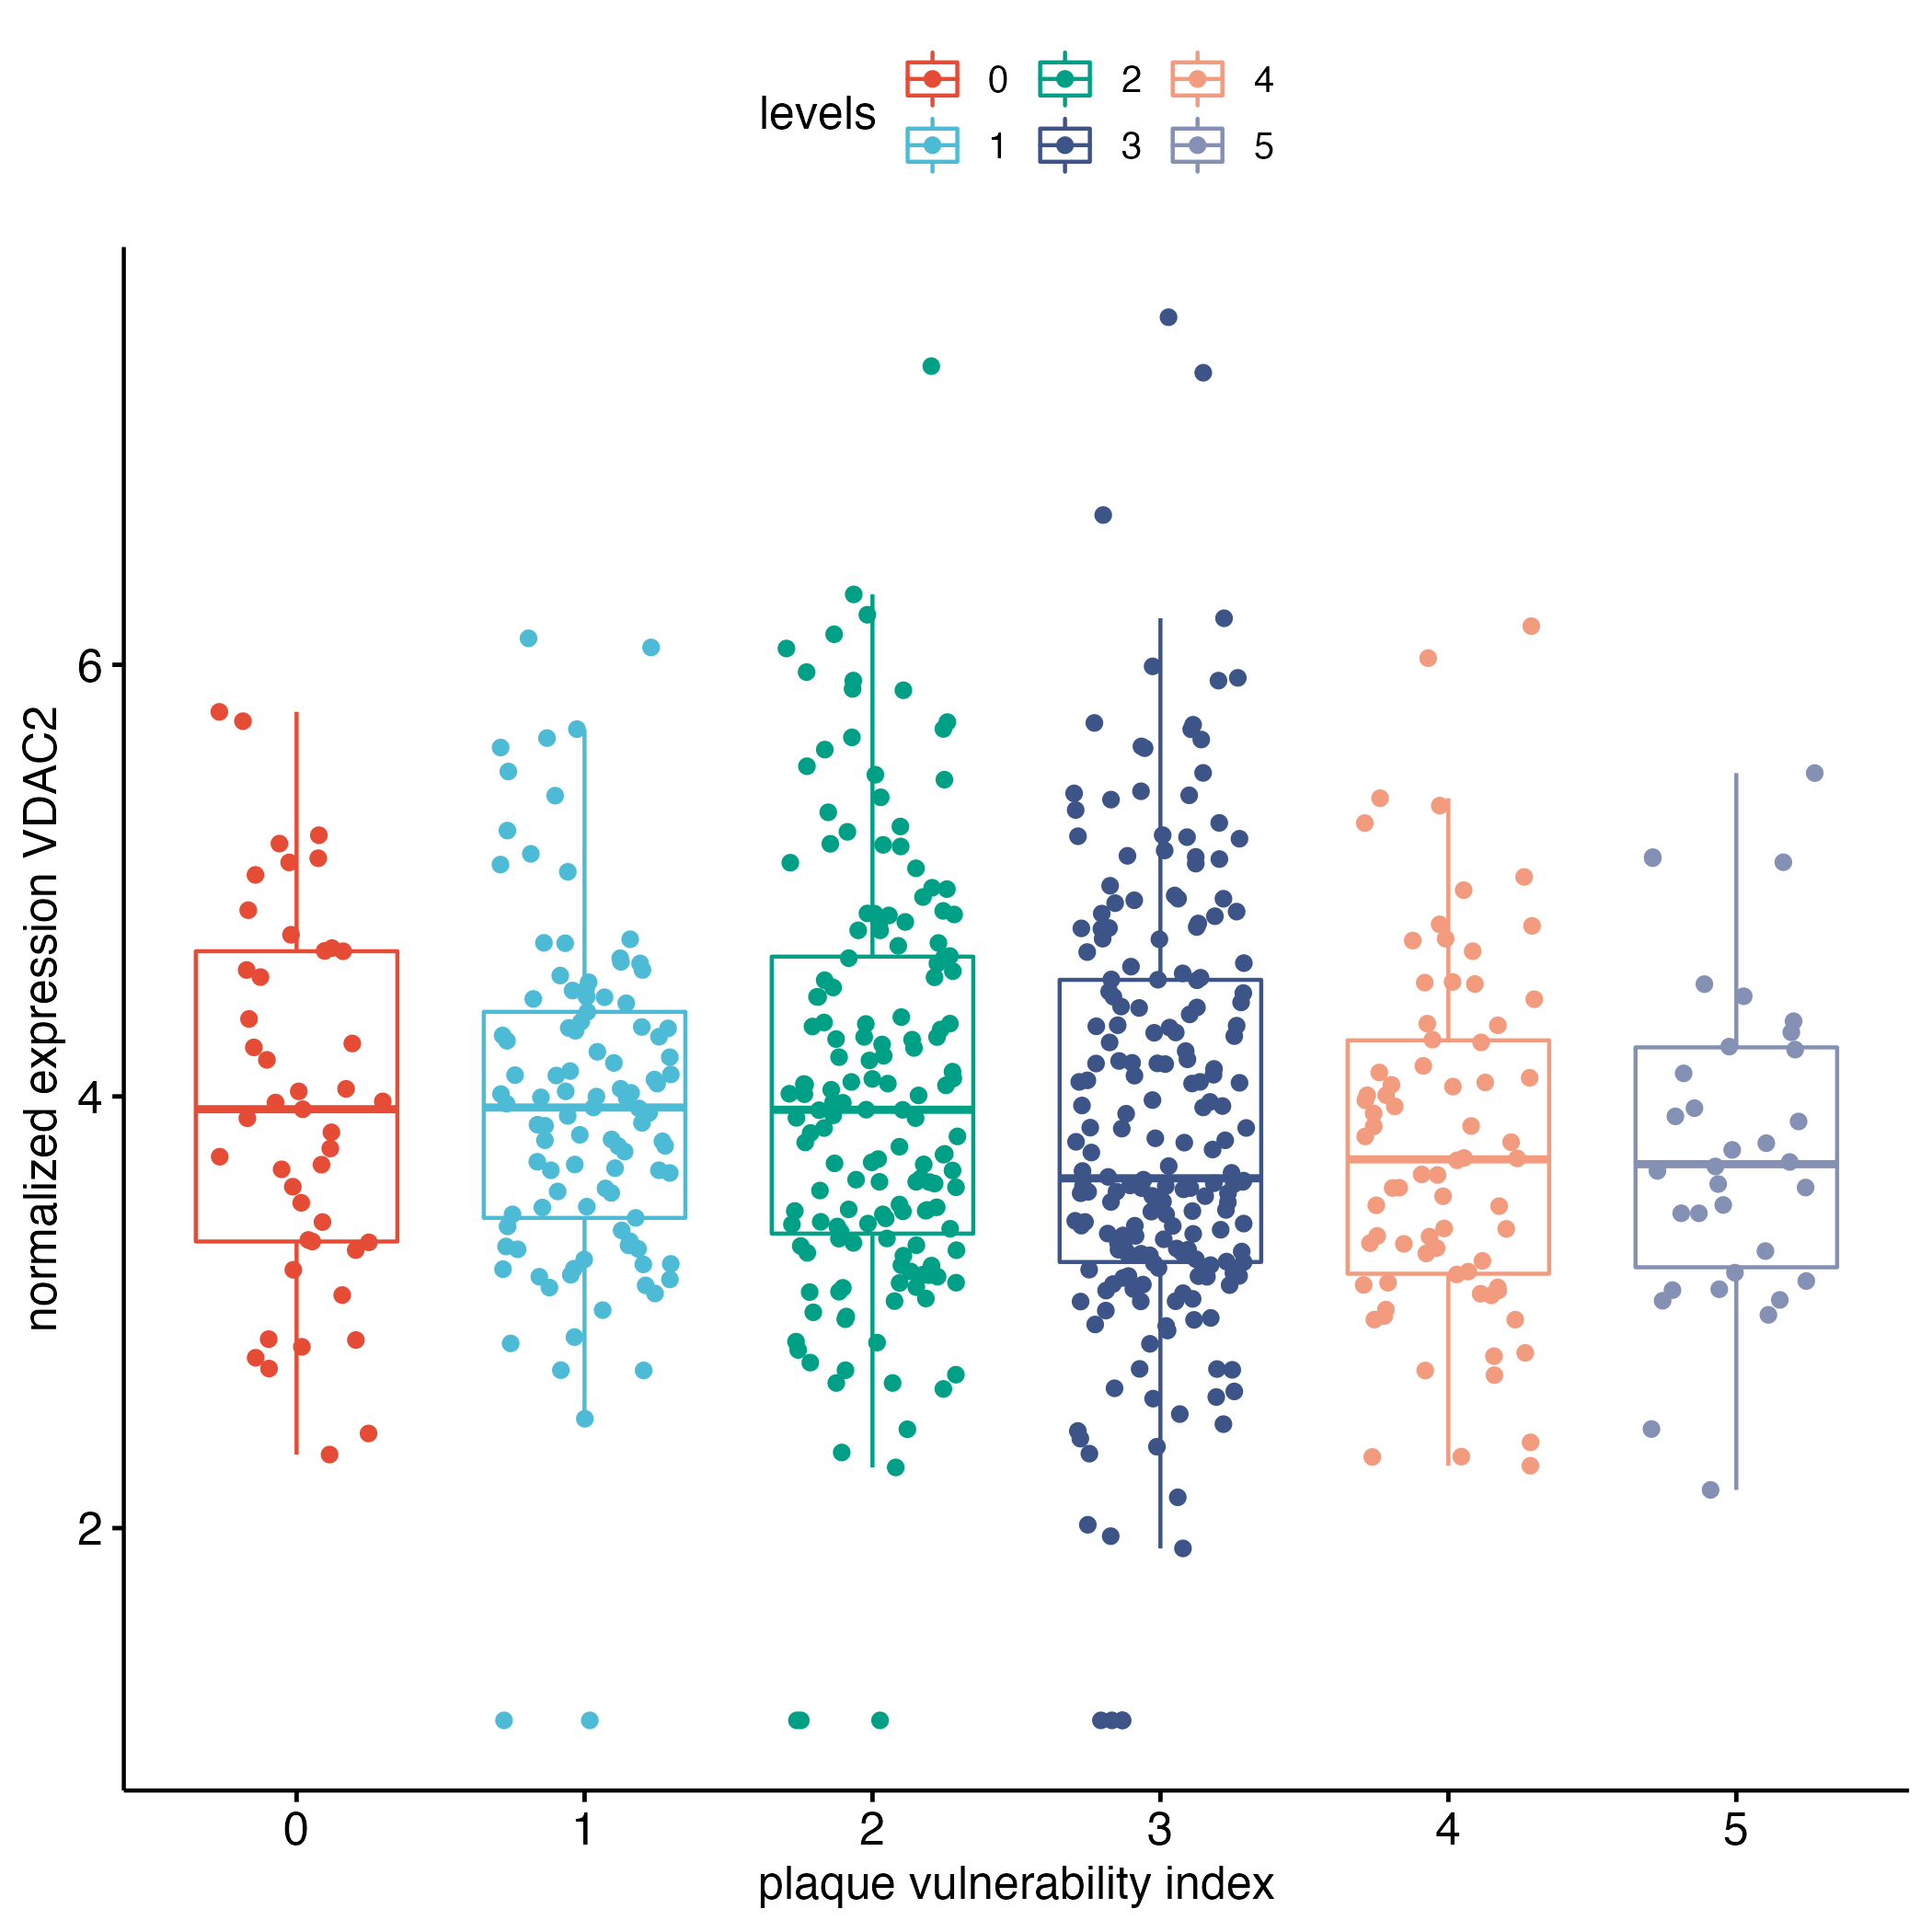 levels
0 2 4
1 3 5
normalized expression VDAC2
6
4
2
0 1 2 3 4 5
plaque vulnerability index